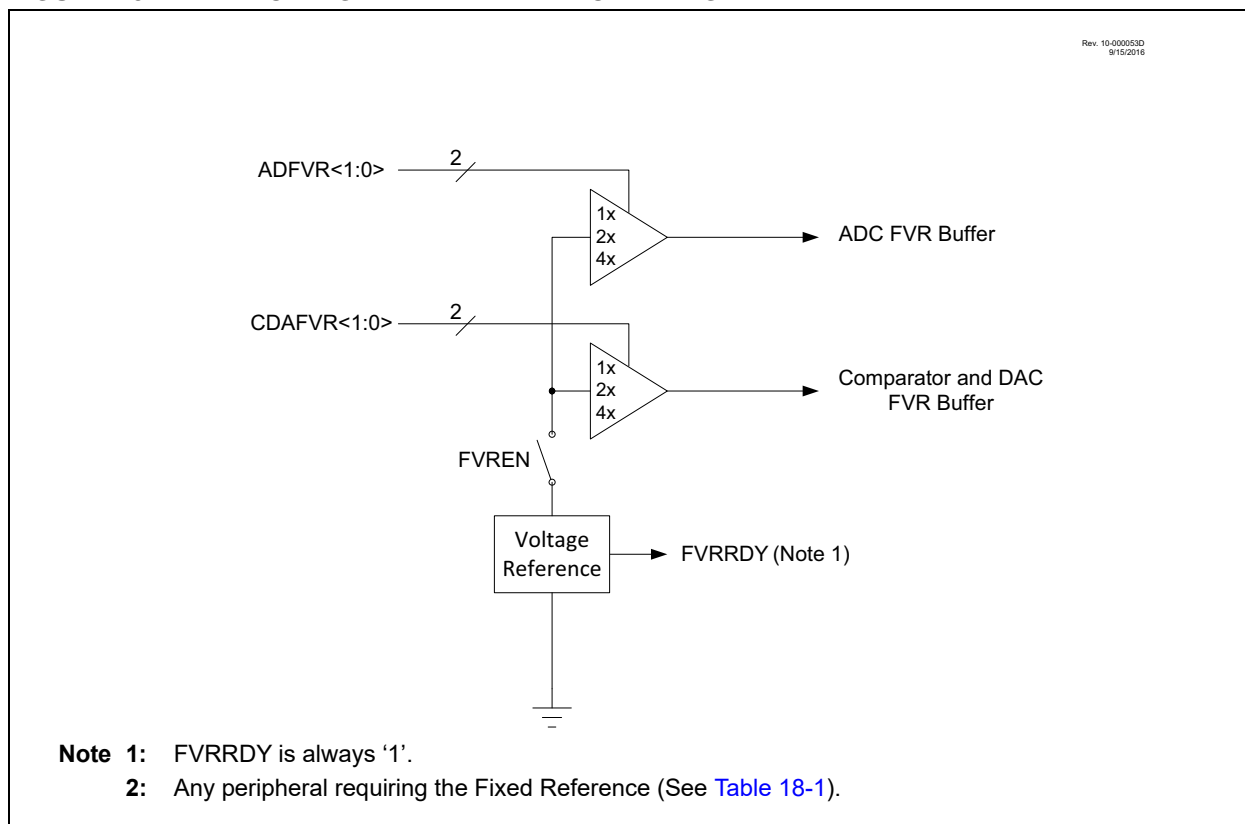 Rev. 10-000053D
9/15/2016
ADFVR<1:0>
2
1x
2x
4x
ADC FVR Buffer
CDAFVR<1:0>
2
1x
2x
4x
Comparator and DAC
FVR Buffer
FVREN
Voltage
Reference
FVRRDY (Note 1)
Note 1: FVRRDY is always ‘1’.
2: Any peripheral requiring the Fixed Reference (See Table 18-1).